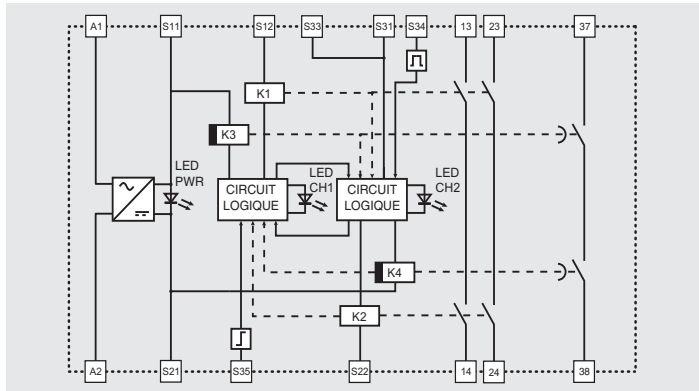 A1
S11
S12
S33
S31
S34
13
23
37
K1
K3
LED
PWR
CIRCUIT
LOGIQUE
LED
CH1
CIRCUIT
LOGIQUE
LED
CH2
K4
K2
A2
S21
S35
S22
14
24
38